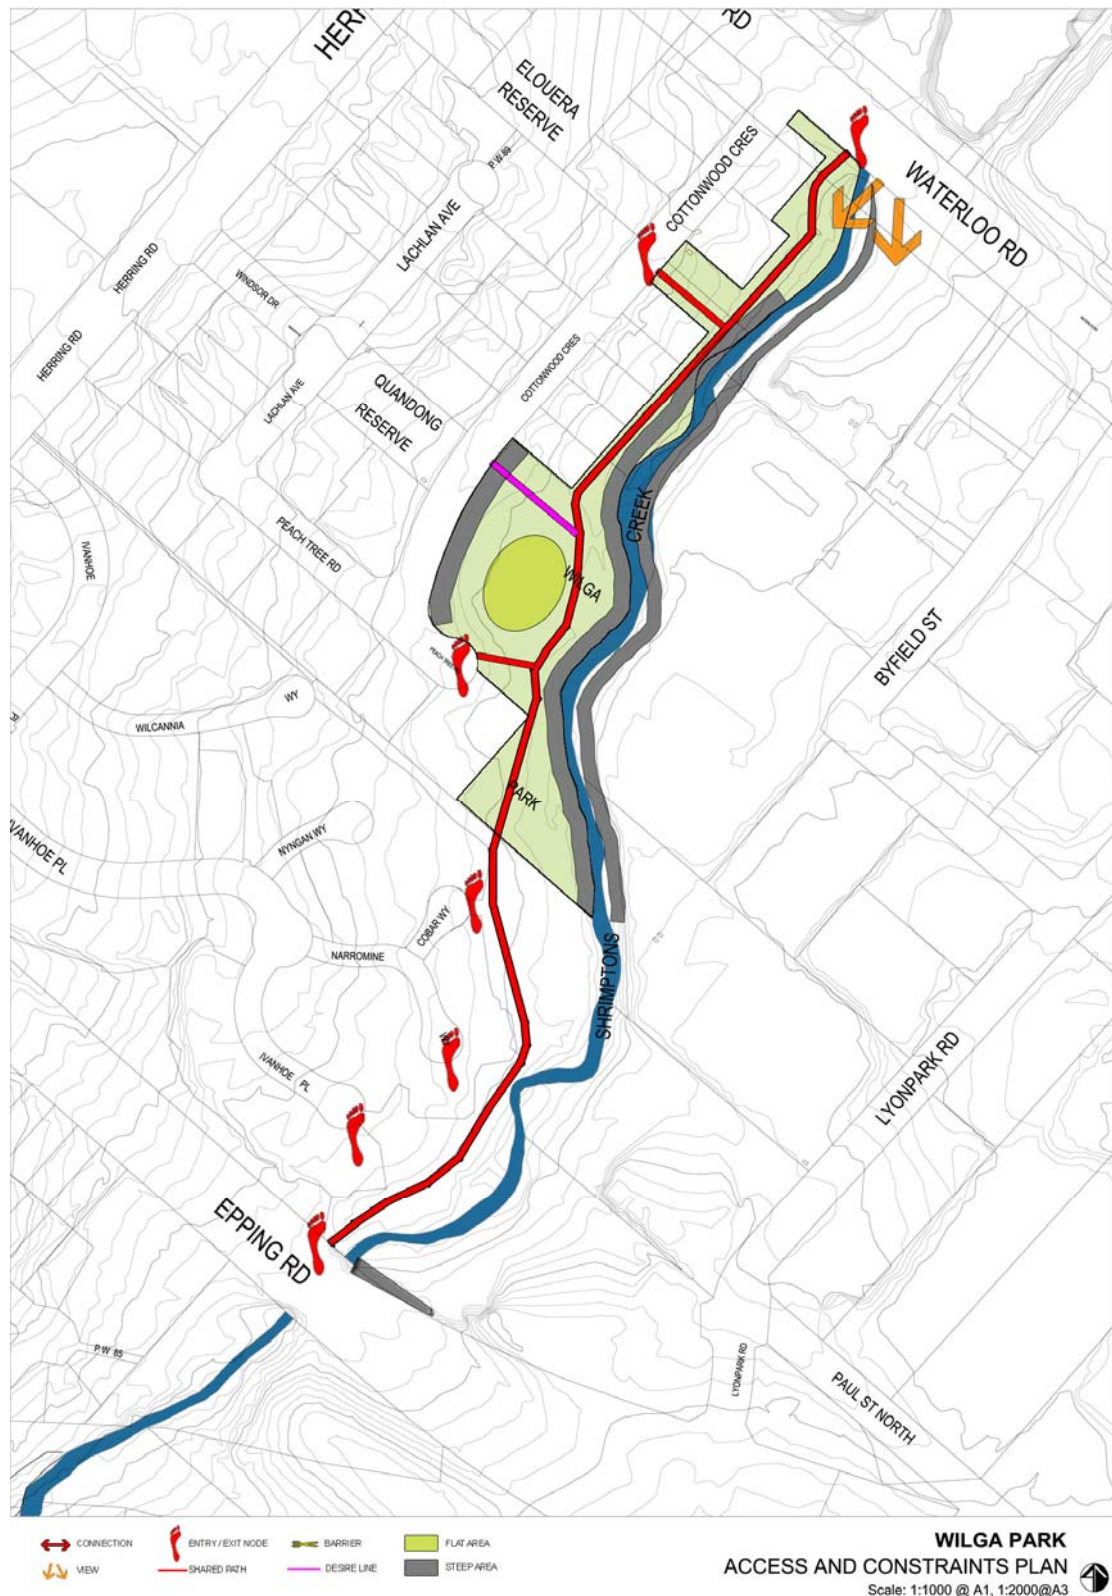 HERR
RD
ELOUERA
RESERVE
P.W 89
COTTONWOOD CRES
WATERLOO RD
LACHLAN AVE
HERRING RD
WINDSOR DR
HERRING RD
COTTONWOOD CRES
LACHLAN AVE
QUANDONG
RESERVE
CREEK
PEACH TREE RD
IVANHOE
WILGA
BYFIELD ST
PEACH TREE
WY
WILCANNIA
PARK
NYNGAN WY
IVANHOE PL
COBAR WY
NARROMINE
SHRIMPTONS
IVANHOE PL
LYONPARK RD
EPPING RD
P.W 85
LYONPARK RD
PAUL ST NORTH
CONNECTION
ENTRY / EXIT NODE
BARRIER
FLAT AREA
VIEW
SHARED PATH
DESIRE LINE
STEEP AREA
WILGA PARK
ACCESS AND CONSTRAINTS PLAN
Scale: 1:1000 @ A1, 1:2000@A3